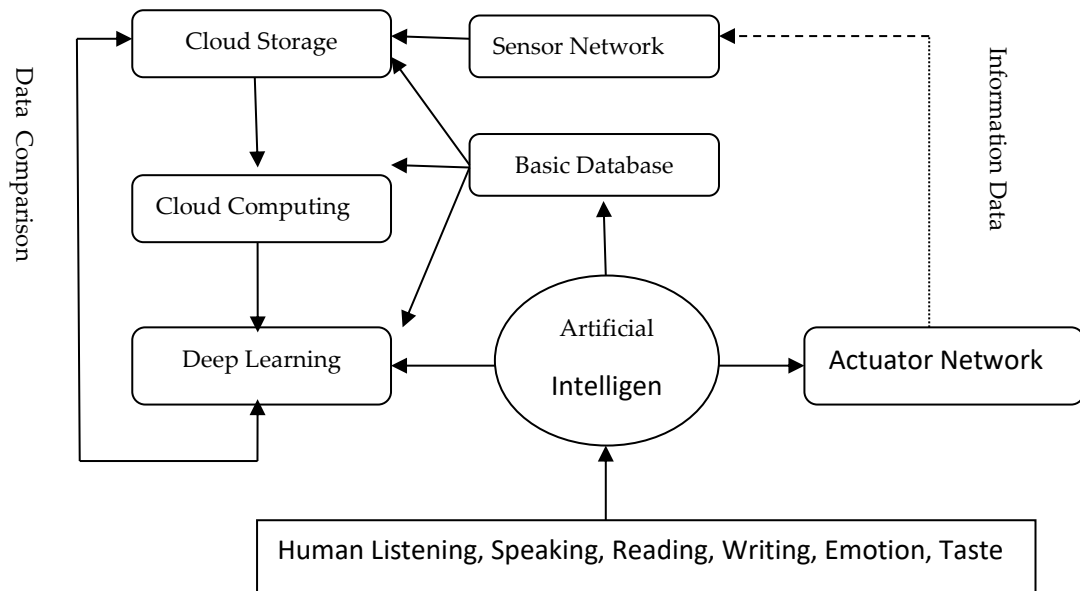 Cloud Storage
Sensor Network
Data Comparison
Information Data
Basic Database
Cloud Computing
Artificial
Intelligen
Deep Learning
Actuator Network
Human Listening, Speaking, Reading, Writing, Emotion, Taste